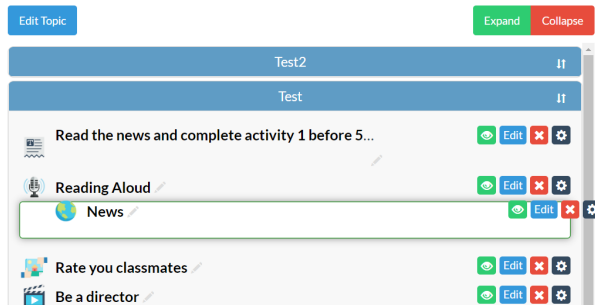 Edit Topic
Expand Collapse
Test2
Test
Read the news and complete activity 1 before 5... Edit
Reading Aloud Edit
News Edit
Rate you classmates Edit
Be a director Edit